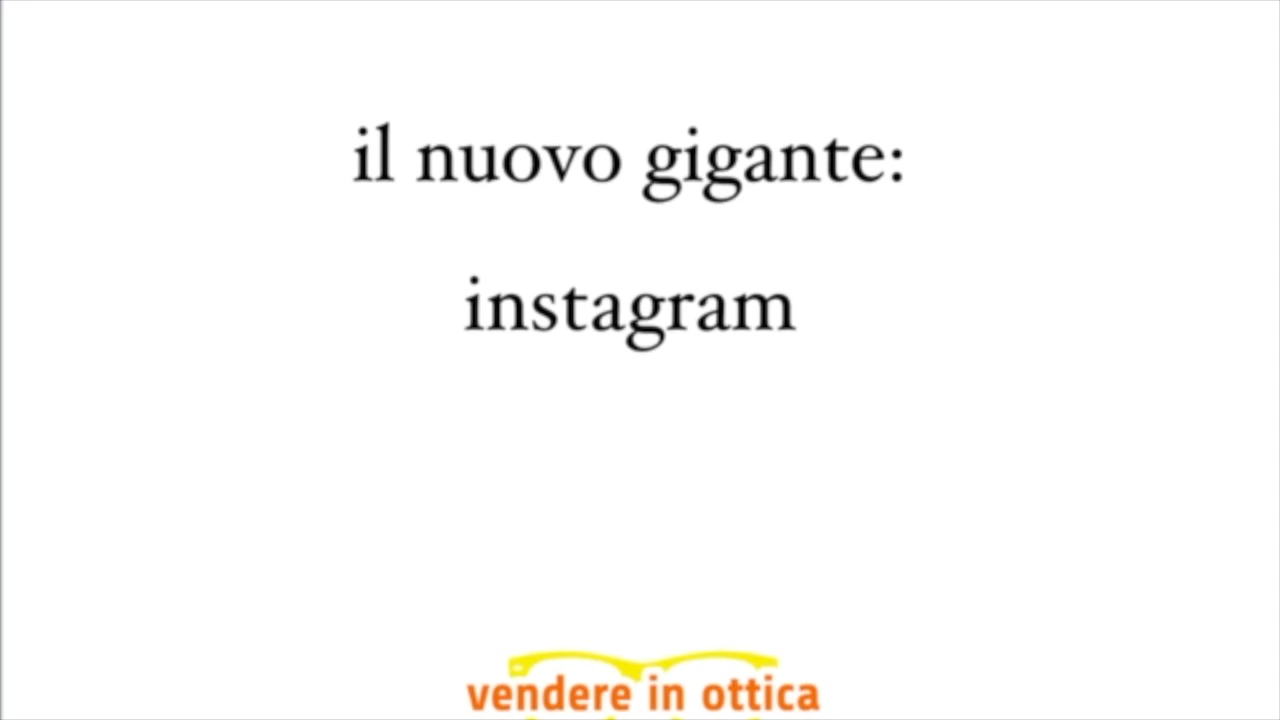 il nuovo gigante:
instagram
vendere in ottica